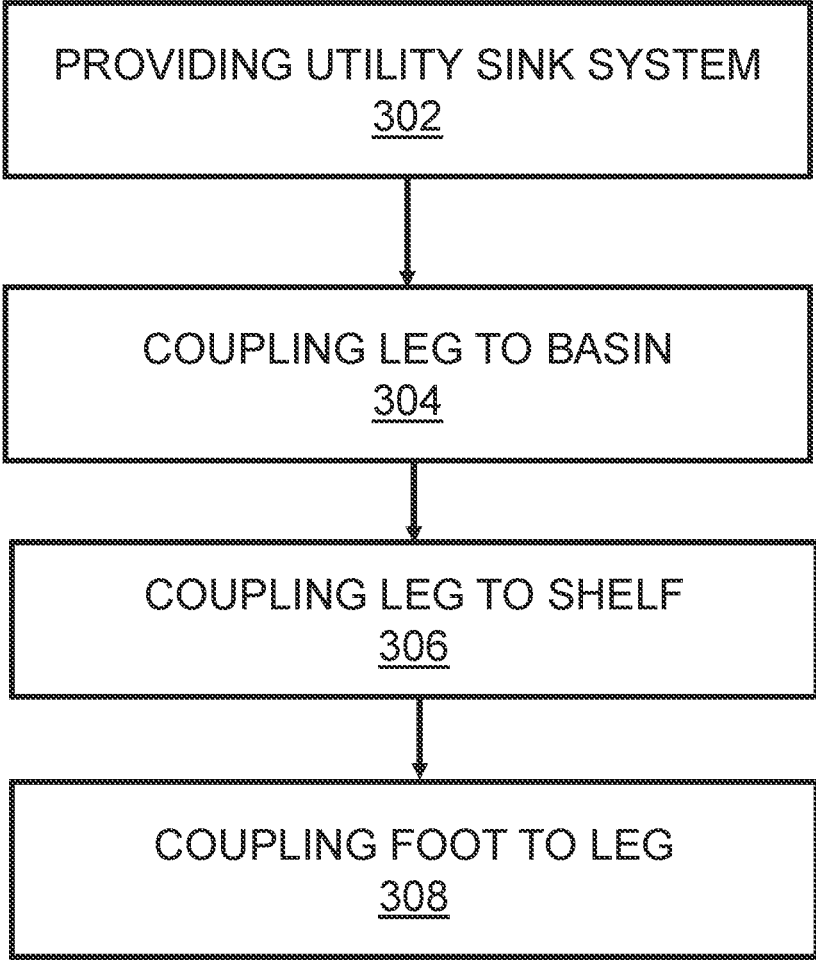 PROVIDING UTILITY SINK SYSTEM
302
COUPLING LEG TO BASIN
304
COUPLING LEG TO SHELF
306
COUPLING FOOT TO LEG
308